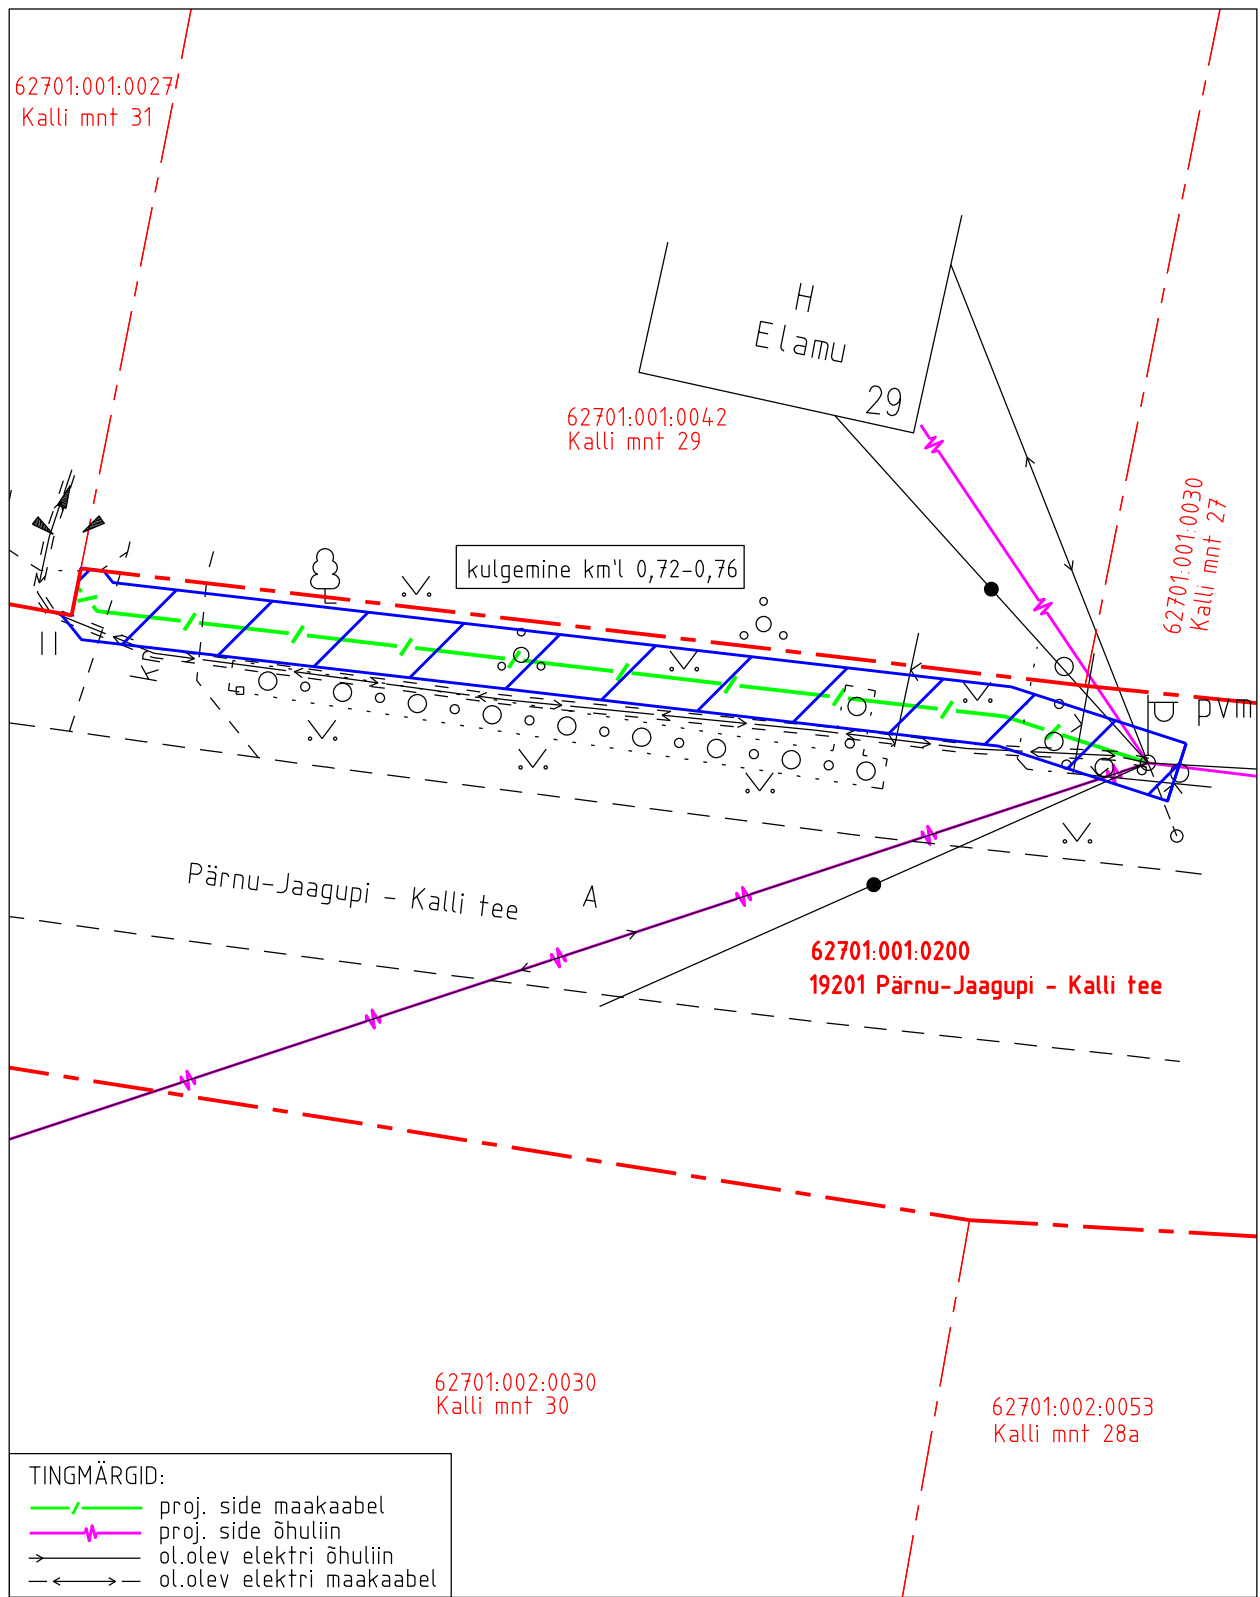 62701:001:0027
Kalli mnt 31
H
Elamu
29
62701:001:0042
Kalli mnt 29
62701:001:0030
Kalli mnt 27
kulgemine km'l 0,72-0,76
pvm
Pärnu-Jaagupi - Kalli tee
A
62701:001:0200
19201 Pärnu-Jaagupi - Kalli tee
62701:002:0030
Kalli mnt 30
62701:002:0053
Kalli mnt 28a
TINGMÄRGID:
proj. side maakaabel
proj. side õhuliin
ol.olev elektri õhuliin
ol.olev elektri maakaabel